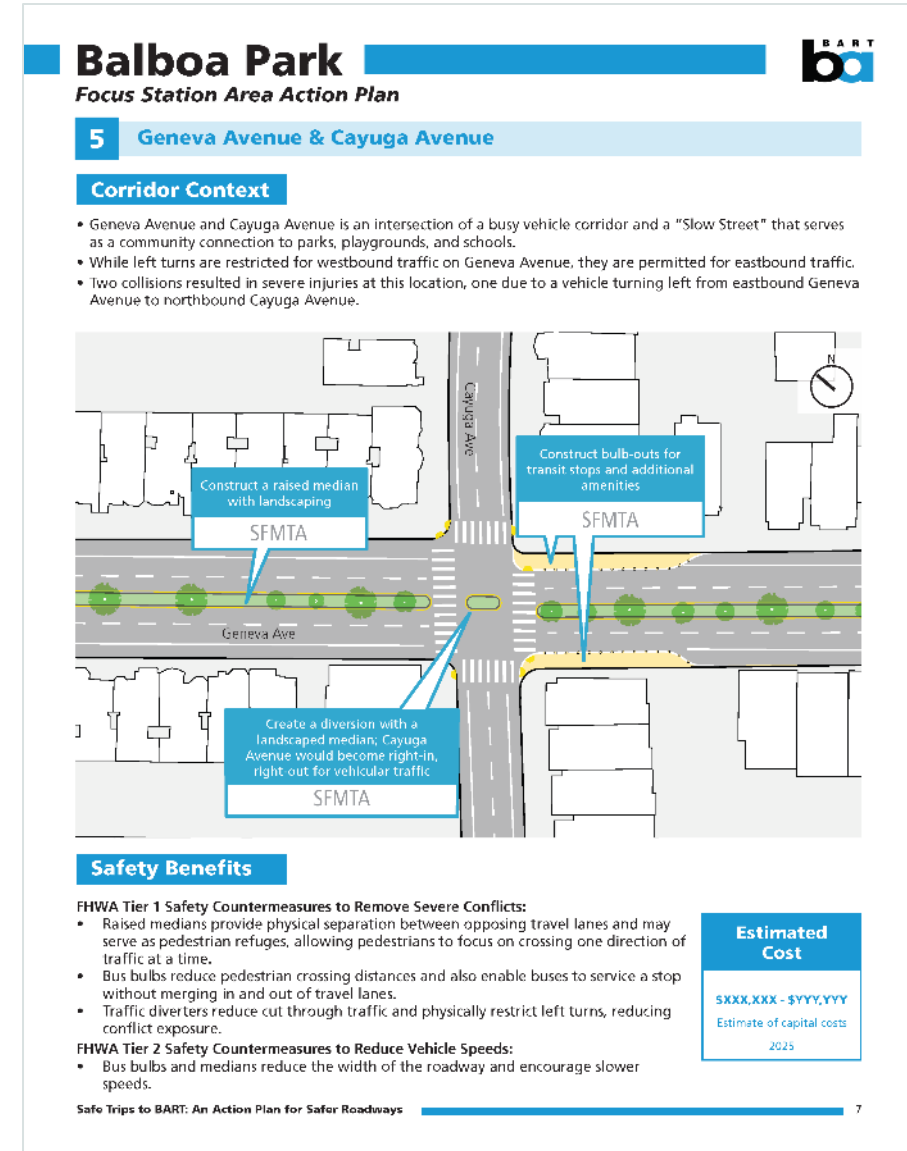 Balboa Park
BART
ba
Focus Station Area Action Plan
5 Geneva Avenue & Cayuga Avenue
Corridor Context
• Geneva Avenue and Cayuga Avenue is an intersection of a busy vehicle corridor and a “Slow Street” that serves
as a community connection to parks, playgrounds, and schools.
• While left turns are restricted for westbound traffic on Geneva Avenue, they are permitted for eastbound traffic.
• Two collisions resulted in severe injuries at this location, one due to a vehicle turning left from eastbound Geneva
Avenue to northbound Cayuga Avenue.
N
Cayuga Ave
Construct bulb-outs for
transit stops and additional
amenities
SFMTA
Construct a raised median
with landscaping
SFMTA
Geneva Ave
Create a diversion with a
landscaped median; Cayuga
Avenue would become right-in,
right-out for vehicular traffic
SFMTA
Safety Benefits
FHWA Tier 1 Safety Countermeasures to Remove Severe Conflicts:
• Raised medians provide physical separation between opposing travel lanes and may
serve as pedestrian refuges, allowing pedestrians to focus on crossing one direction of
traffic at a time.
• Bus bulbs reduce pedestrian crossing distances and also enable buses to service a stop
without merging in and out of travel lanes.
• Traffic diverters reduce cut through traffic and physically restrict left turns, reducing
conflict exposure.
FHWA Tier 2 Safety Countermeasures to Reduce Vehicle Speeds:
• Bus bulbs and medians reduce the width of the roadway and encourage slower
speeds.
Estimated
Cost
$XXX,XXX - $YYY,YYY
Estimate of capital costs
2025
Safe Trips to BART: An Action Plan for Safer Roadways 7